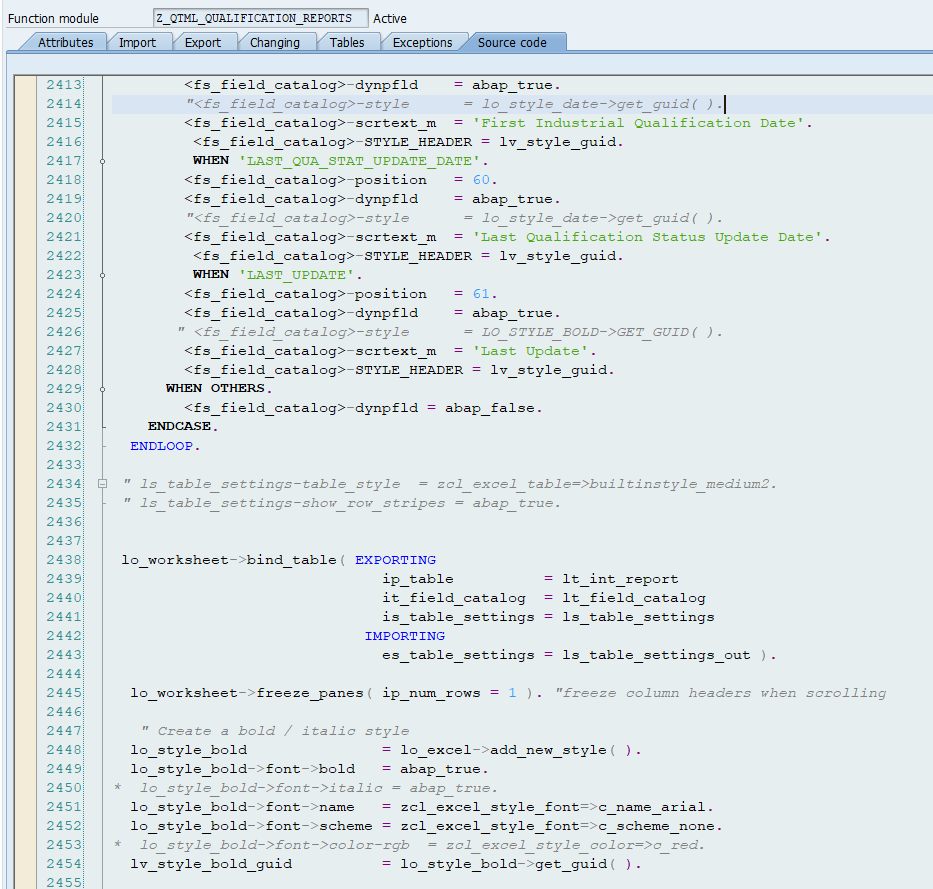 Function module Z_QTML_QUALIFICATION_REPORTS Active
Attributes Import Export Changing Tables Exceptions Source code
2413 <fs_field_catalog>-dynpfld = abap_true.
2414 "<fs_field_catalog>-style = lo_style_date->get_guid( ).
2415 <fs_field_catalog>-scrtext_m = 'First Industrial Qualification Date'.
2416 <fs_field_catalog>-STYLE_HEADER = lv_style_guid.
2417 WHEN 'LAST_QUA_STAT_UPDATE_DATE'.
2418 <fs_field_catalog>-position = 60.
2419 <fs_field_catalog>-dynpfld = abap_true.
2420 "<fs_field_catalog>-style = lo_style_date->get_guid( ).
2421 <fs_field_catalog>-scrtext_m = 'Last Qualification Status Update Date'.
2422 <fs_field_catalog>-STYLE_HEADER = lv_style_guid.
2423 WHEN 'LAST_UPDATE'.
2424 <fs_field_catalog>-position = 61.
2425 <fs_field_catalog>-dynpfld = abap_true.
2426 " <fs_field_catalog>-style = LO_STYLE_BOLD->GET_GUID( ).
2427 <fs_field_catalog>-scrtext_m = 'Last Update'.
2428 <fs_field_catalog>-STYLE_HEADER = lv_style_guid.
2429 WHEN OTHERS.
2430 <fs_field_catalog>-dynpfld = abap_false.
2431 ENDCASE.
2432 ENDLOOP.
2433
2434 " ls_table_settings-table_style = zcl_excel_table=>builtinstyle_medium2.
2435 " ls_table_settings-show_row_stripes = abap_true.
2436
2437
2438 lo_worksheet->bind_table( EXPORTING
2439 ip_table = lt_int_report
2440 it_field_catalog = lt_field_catalog
2441 is_table_settings = ls_table_settings
2442 IMPORTING
2443 es_table_settings = ls_table_settings_out ).
2444
2445 lo_worksheet->freeze_panes( ip_num_rows = 1 ). "freeze column headers when scrolling
2446
2447 " Create a bold / italic style
2448 lo_style_bold = lo_excel->add_new_style( ).
2449 lo_style_bold->font->bold = abap_true.
2450 * lo_style_bold->font->italic = abap_true.
2451 lo_style_bold->font->name = zcl_excel_style_font=>c_name_arial.
2452 lo_style_bold->font->scheme = zcl_excel_style_font=>c_scheme_none.
2453 * lo_style_bold->font->color-rgb = zcl_excel_style_color=>c_red.
2454 lv_style_bold_guid = lo_style_bold->get_guid( ).
2455